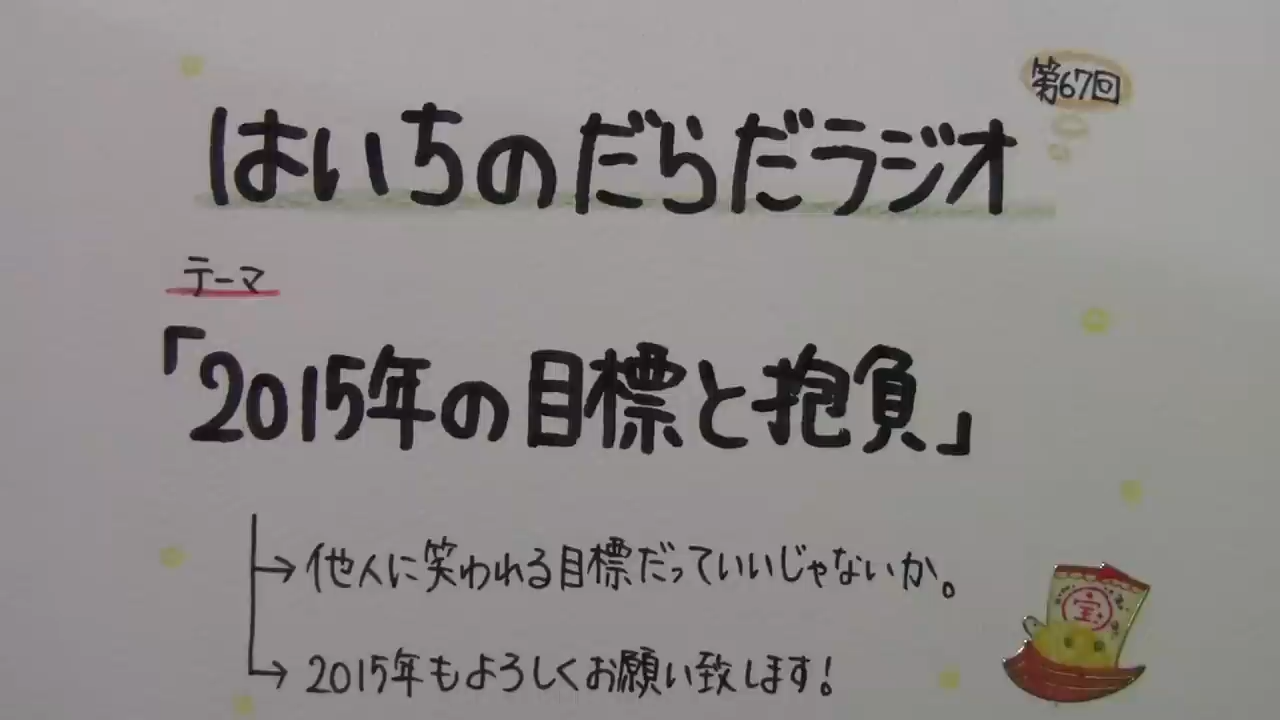 第67回
はいちのだらだラジオ
テーマ
「2015年の目標と抱負」
他人に笑われる目標だっていいじゃないか。
2015年もよろしくお願い致します!
宝